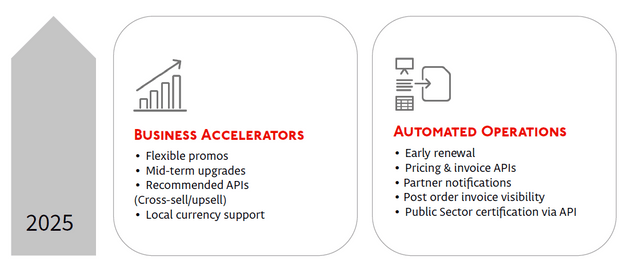 2025
Business Accelerators
• Flexible promos
• Mid-term upgrades
• Recommended APIs
(Cross-sell/upsell)
• Local currency support
Automated Operations
• Early renewal
• Pricing & invoice APIs
• Partner notifications
• Post order invoice visibility
• Public Sector certification via API